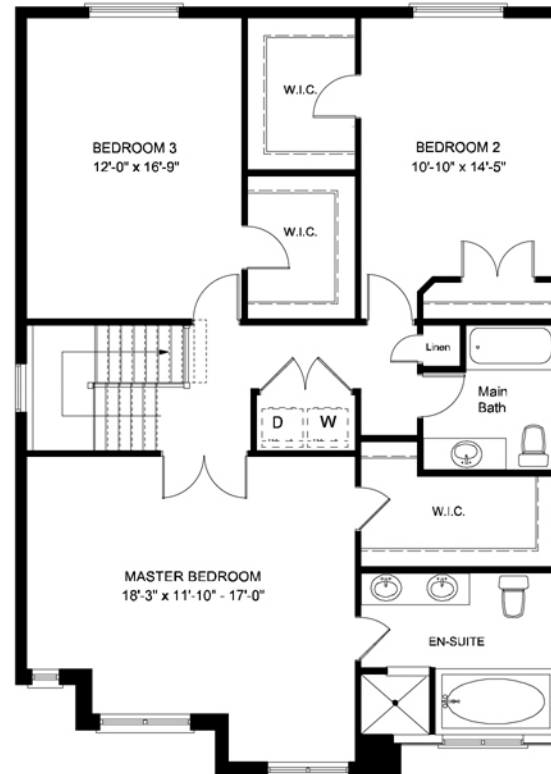 W.I.C.
BEDROOM 3
12'-0" x 16'-9"
BEDROOM 2
10'-10" x 14'-5"
W.I.C.
Linen
Main
Bath
D
W
W.I.C.
MASTER BEDROOM
18'-3" x 11'-10" - 17'-0"
EN-SUITE